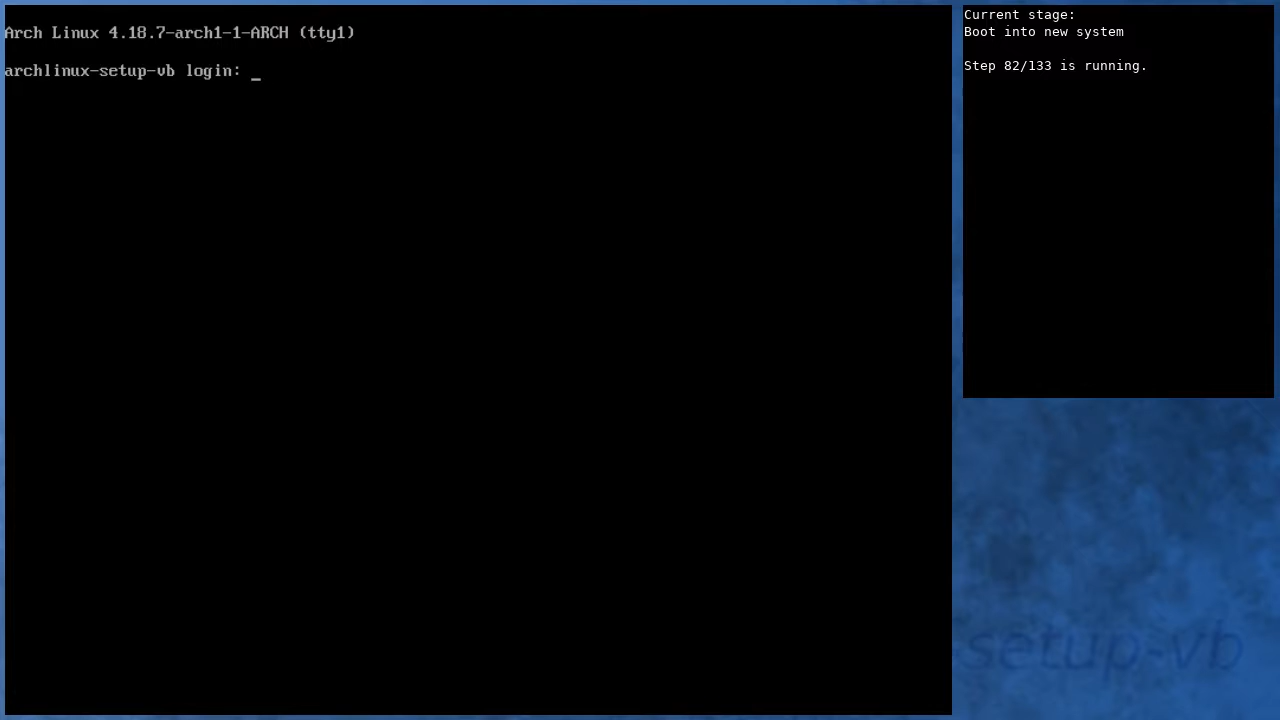 Arch Linux 4.18.7-arch1-1-ARCH (tty1)
archlinux-setup-vb login: _
Current stage:
Boot into new system
Step 82/133 is running.
setup-vb